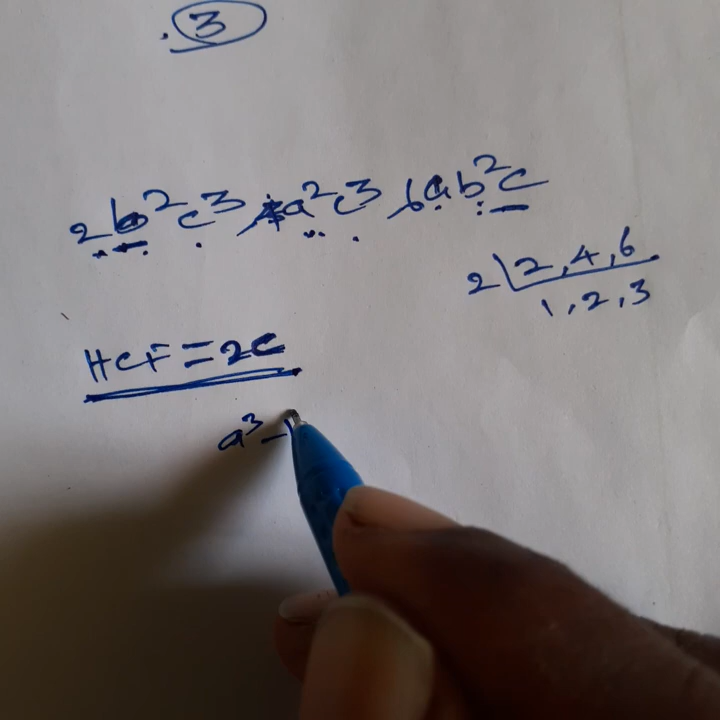 . 3
2b²c³, 4a²c³, 6ab²c
2 | 2, 4, 6
1, 2, 3
HCF = 2c
a³ -